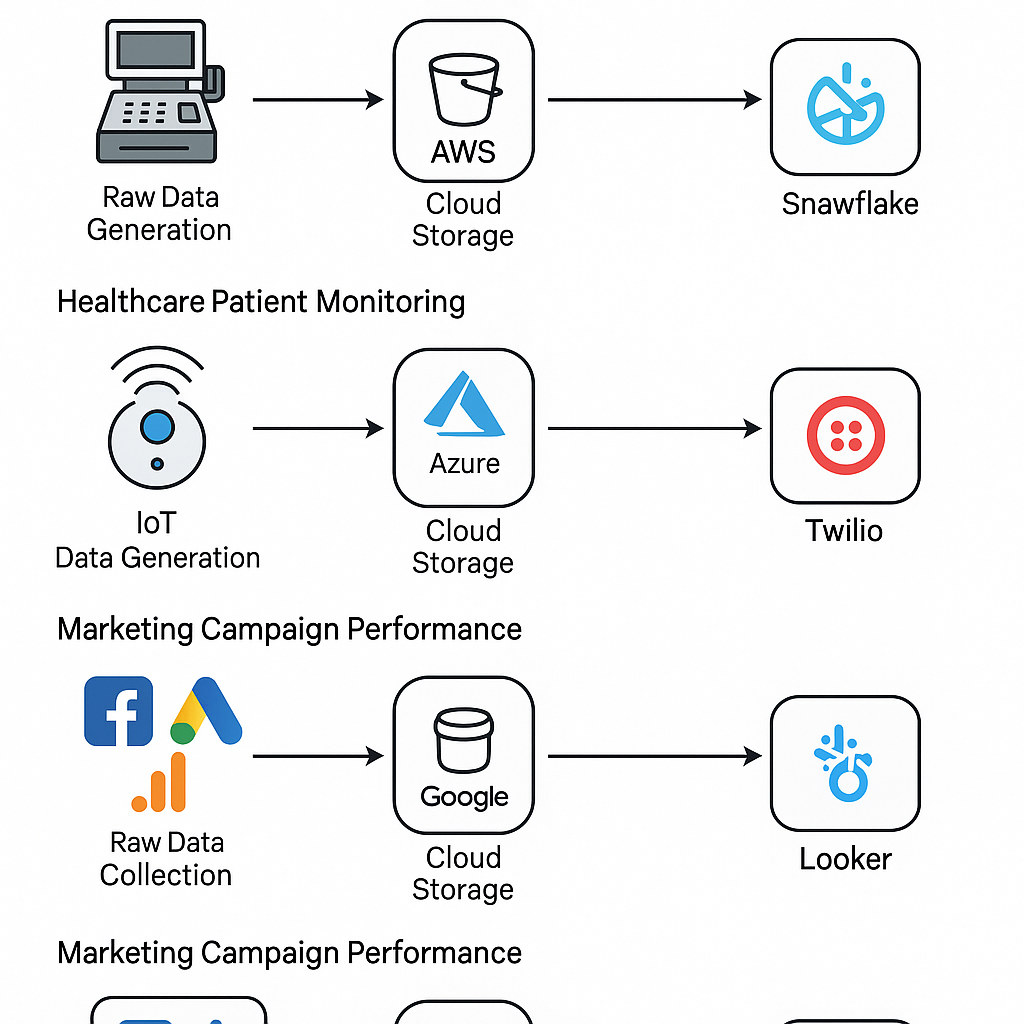 AWS
Raw Data
Generation
Cloud
Storage
Snawflake
Healthcare Patient Monitoring
Azure
IoT
Data Generation
Cloud
Storage
Twilio
Marketing Campaign Performance
f
Google
Raw Data
Collection
Cloud
Storage
Looker
Marketing Campaign Performance